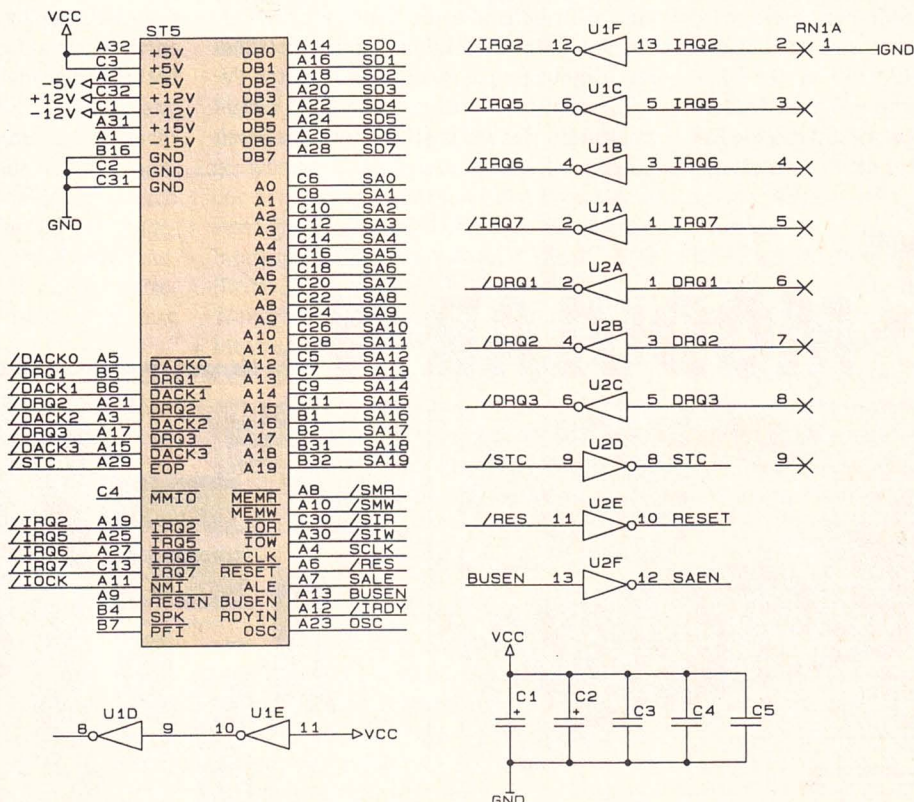 VCC
ST5
A32 +5V DB0 A14 SD0
C3 +5V DB1 A16 SD1
-5V A2 -5V DB2 A18 SD2
+12V C32 +12V DB3 A20 SD3
-12V C1 -12V DB4 A22 SD4
A31 +15V DB5 A24 SD5
A1 -15V DB6 A26 SD6
B16 GND DB7 A28 SD7
C2 GND
C31 GND
GND
A0 C6 SA0
A1 C8 SA1
A2 C10 SA2
A3 C12 SA3
A4 C14 SA4
A5 C16 SA5
A6 C18 SA6
A7 C20 SA7
A8 C22 SA8
A9 C24 SA9
A10 C26 SA10
A11 C28 SA11
/DACK0 A5 DACK0 A12 C5 SA12
/DRQ1 B5 DRQ1 A13 C7 SA13
/DACK1 B6 DACK1 A14 C9 SA14
/DRQ2 A21 DRQ2 A15 C11 SA15
/DACK2 A3 DACK2 A16 B1 SA16
/DRQ3 A17 DRQ3 A17 B2 SA17
/DACK3 A15 DACK3 A18 B31 SA18
/STC A29 EOP A19 B32 SA19
C4 MMIO MEMR A8 /SMR
MEMW A10 /SMW
/IRQ2 A19 IRQ2 IOR C30 /SIR
/IRQ5 A25 IRQ5 IOW A30 /SIW
/IRQ6 A27 IRQ6 CLK A4 SCLK
/IRQ7 C13 IRQ7 RESET A6 /RES
/IOCK A11 NMI ALE A7 SALE
A9 RESIN BUSEN A13 BUSEN
B4 SPK RDYIN A12 /IRDY
B7 PFI OSC A23 OSC
U1D U1E
8 9 10 11 VCC
U1F RN1A
/IRQ2 12 13 IRQ2 2 1 GND
U1C
/IRQ5 6 5 IRQ5 3
U1B
/IRQ6 4 3 IRQ6 4
U1A
/IRQ7 2 1 IRQ7 5
U2A
/DRQ1 2 1 DRQ1 6
U2B
/DRQ2 4 3 DRQ2 7
U2C
/DRQ3 6 5 DRQ3 8
U2D
/STC 9 8 STC 9
U2E
/RES 11 10 RESET
U2F
BUSEN 13 12 SAEN
VCC
C1 + C2 + C3 C4 C5
GND